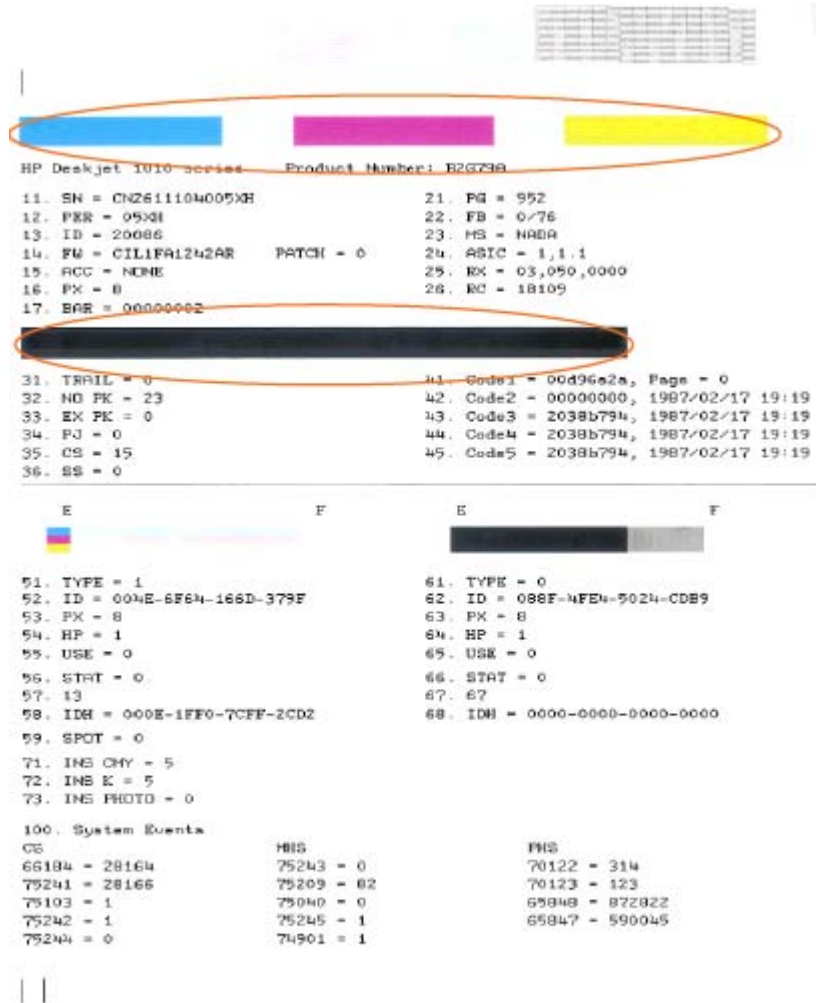 HP Deskjet 1010 series Product Number: B2G79A
11. SN = CNZ611104005XH 21. PG = 952
12. PER = 05XH 22. FB = 0/76
13. ID = 20086 23. MS = NADA
14. FW = CIL1FA1242AR PATCH = 0 24. ASIC = 1,1.1
15. ACC = NONE 25. RX = 03,050,0000
16. PX = 8 26. RC = 18109
17. BAR = 00000002
31. TRAIL = 0 41. Code1 = 00d96a2a, Page = 0
32. NO PK = 23 42. Code2 = 00000000, 1987/02/17 19:19
33. EX PK = 0 43. Code3 = 2038b794, 1987/02/17 19:19
34. PJ = 0 44. Code4 = 2038b794, 1987/02/17 19:19
35. CS = 15 45. Code5 = 2038b794, 1987/02/17 19:19
36. SS = 0
E F E F
51. TYPE = 1 61. TYPE = 0
52. ID = 004E-6F64-166D-379F 62. ID = 088F-4FE4-5024-CDB9
53. PX = 8 63. PX = 8
54. HP = 1 64. HP = 1
55. USE = 0 65. USE = 0
56. STAT = 0 66. STAT = 0
57. 13 67. 67
58. IDH = 000E-1FF0-7CFF-2CD2 68. IDH = 0000-0000-0000-0000
59. SPOT = 0
71. INS CMY = 5
72. INS K = 5
73. INS PHOTO = 0
100. System Events
CS MHS PHS
66184 = 28164 75243 = 0 70122 = 314
75241 = 28166 75209 = 82 70123 = 123
75103 = 1 75040 = 0 65848 = 872822
75242 = 1 75245 = 1 65847 = 590045
75244 = 0 74901 = 1